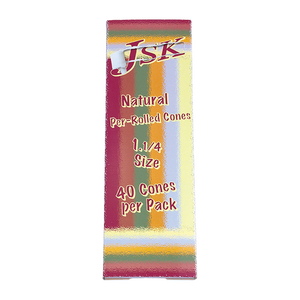 JSK
Natural
Per-Rolled Cones
1.1/4
Size
40 Cones
per Pack